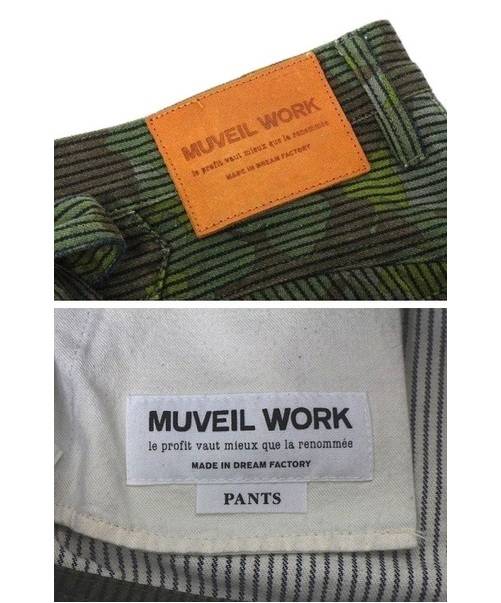 MUVEIL WORK
le profit vaut mieux que la renommée
MADE IN DREAM FACTORY
MUVEIL WORK
le profit vaut mieux que la renommée
MADE IN DREAM FACTORY
PANTS